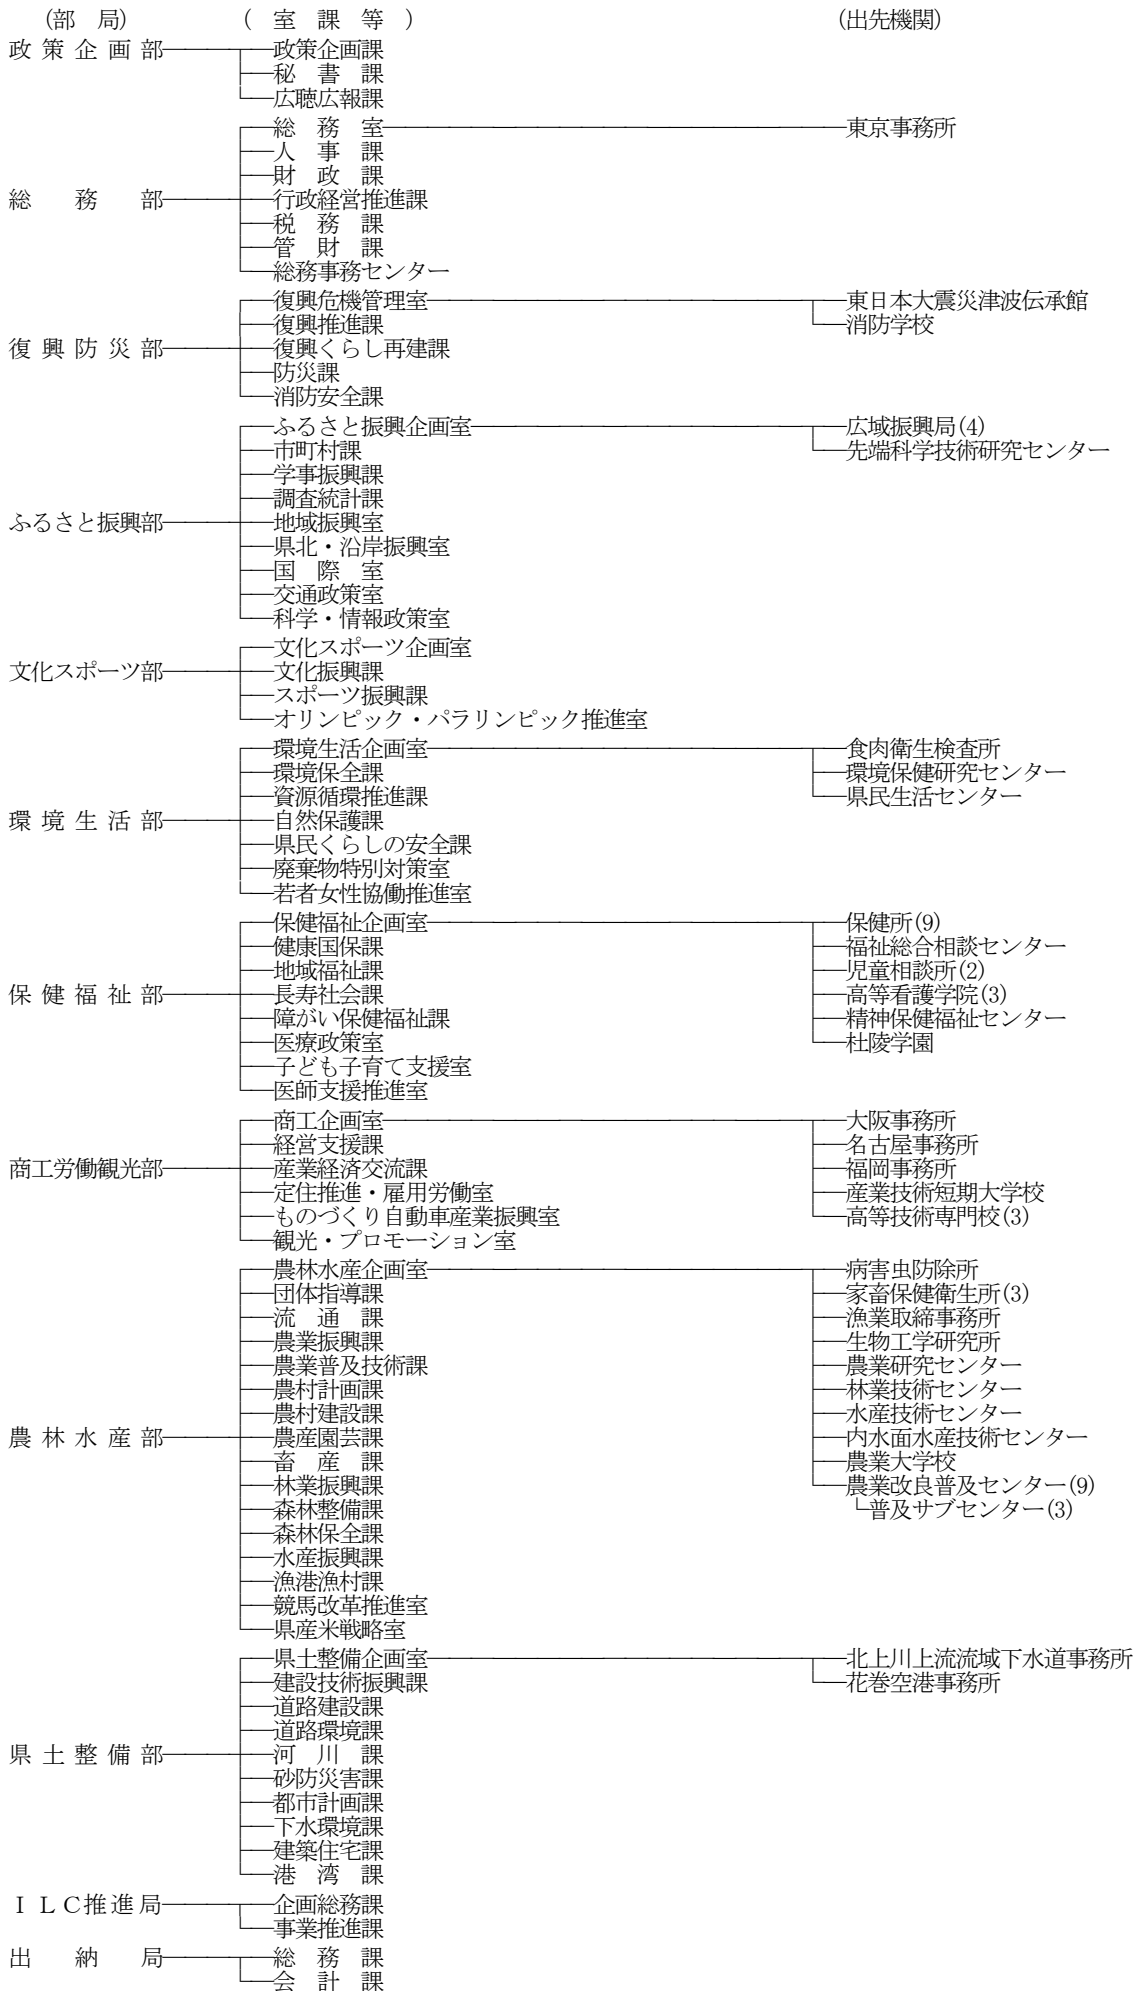 (部　局)　(　室　課　等　)　(出先機関)
政 策 企 画 部　政策企画課
秘　書　課
広聴広報課
総　務　室　東京事務所
人　事　課
財　政　課
総　　務　　部　行政経営推進課
税　務　課
管　財　課
総務事務センター
復興危機管理室　東日本大震災津波伝承館
復興推進課　消防学校
復 興 防 災 部　復興くらし再建課
防災課
消防安全課
ふるさと振興企画室　広域振興局(4)
市町村課　先端科学技術研究センター
学事振興課
調査統計課
ふるさと振興部　地域振興室
県北・沿岸振興室
国　際　室
交通政策室
科学・情報政策室
文化スポーツ企画室
文化スポーツ部　文化振興課
スポーツ振興課
オリンピック・パラリンピック推進室
環境生活企画室　食肉衛生検査所
環境保全課　環境保健研究センター
資源循環推進課　県民生活センター
環 境 生 活 部　自然保護課
県民くらしの安全課
廃棄物特別対策室
若者女性協働推進室
保健福祉企画室　保健所(9)
健康国保課　福祉総合相談センター
地域福祉課　児童相談所(2)
保 健 福 祉 部　長寿社会課　高等看護学院(3)
障がい保健福祉課　精神保健福祉センター
医療政策室　杜陵学園
子ども子育て支援室
医師支援推進室
商工企画室　大阪事務所
経営支援課　名古屋事務所
商工労働観光部　産業経済交流課　福岡事務所
定住推進・雇用労働室　産業技術短期大学校
ものづくり自動車産業振興室　高等技術専門校(3)
観光・プロモーション室
農林水産企画室　病害虫防除所
団体指導課　家畜保健衛生所(3)
流　通　課　漁業取締事務所
農業振興課　生物工学研究所
農業普及技術課　農業研究センター
農村計画課　林業技術センター
農村建設課　水産技術センター
農 林 水 産 部　農産園芸課　内水面水産技術センター
畜　産　課　農業大学校
林業振興課　農業改良普及センター(9)
森林整備課　普及サブセンター(3)
森林保全課
水産振興課
漁港漁村課
競馬改革推進室
県産米戦略室
県土整備企画室　北上川上流流域下水道事務所
建設技術振興課　花巻空港事務所
道路建設課
道路環境課
県 土 整 備 部　河　川　課
砂防災害課
都市計画課
下水環境課
建築住宅課
港　湾　課
ＩＬＣ推進局　企画総務課
事業推進課
出　　納　　局　総　務　課
会　計　課